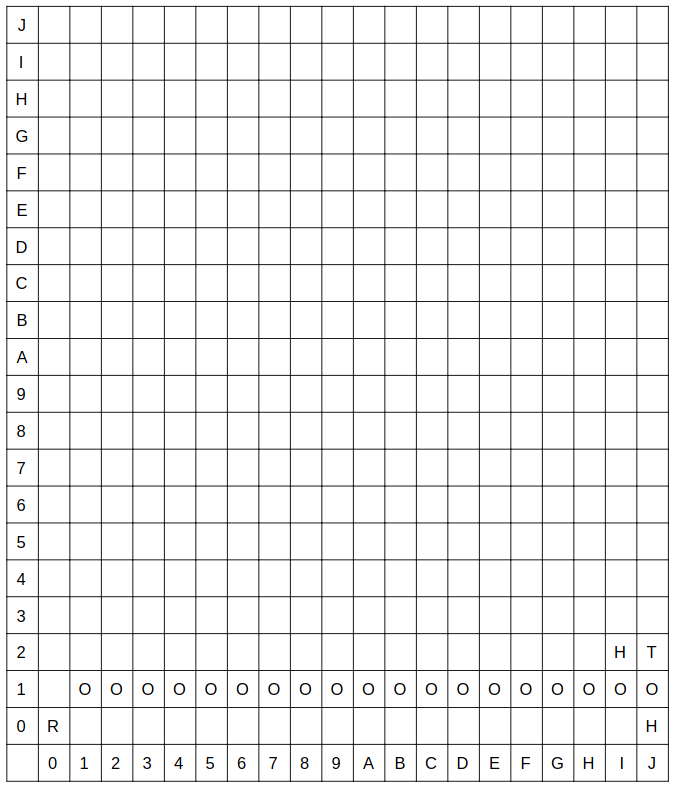 J
I
H
G
F
E
D
C
B
A
9
8
7
6
5
4
3
2 H T
1 O O O O O O O O O O O O O O O O O O O
0 R H
0 1 2 3 4 5 6 7 8 9 A B C D E F G H I J